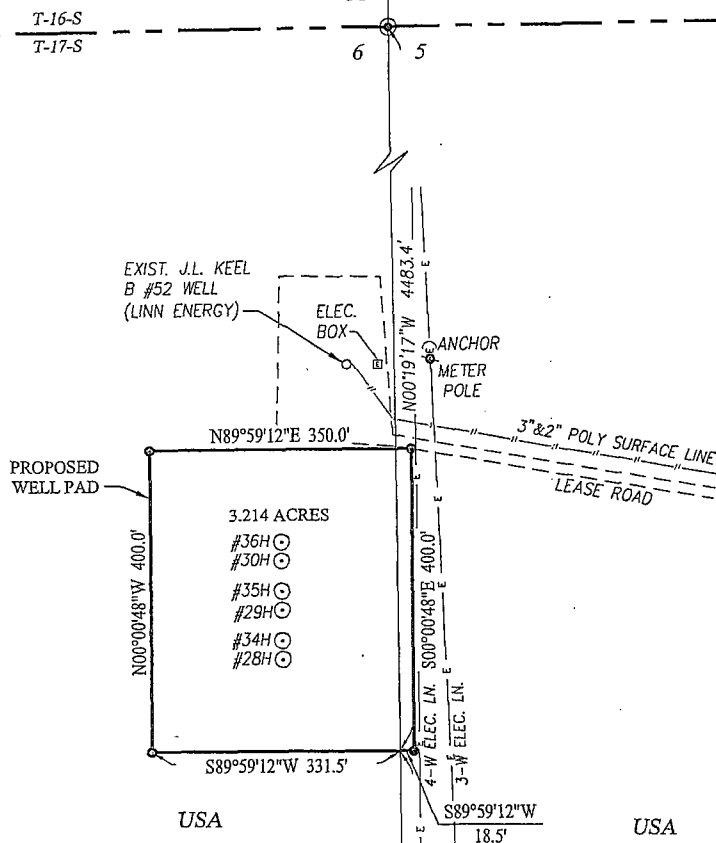 T-16-S
T-17-S
6 5
EXIST. J.L. KEEL
B #52 WELL
(LINN ENERGY)
ELEC.
BOX
E
N00°19'17"W 4483.4'
E
E
ANCHOR
METER
POLE
N89°59'12"E 350.0'
3"&2" POLY SURFACE LINE
LEASE ROAD
PROPOSED
WELL PAD
3.214 ACRES
#36H
#30H
#35H
#29H
#34H
#28H
N00°00'48"W 400.0'
S00°00'48"E 400.0'
E
E
E
E
E
4-W ELEC. LN.
3-W ELEC. LN.
S89°59'12"W 331.5'
S89°59'12"W
18.5'
USA
USA
E